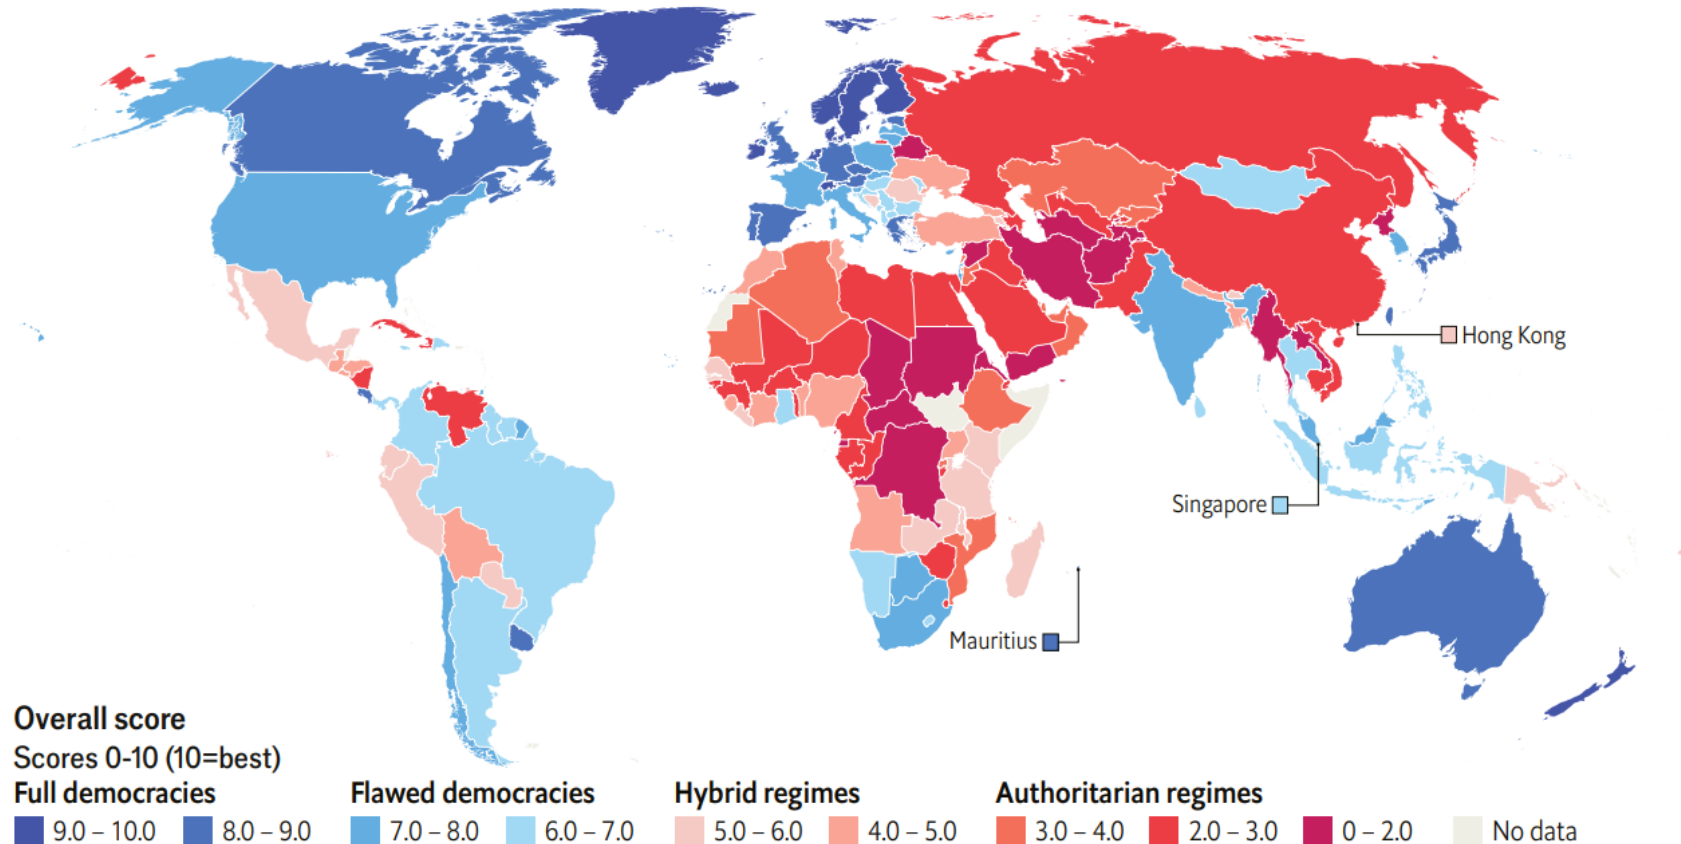 Hong Kong
Singapore
Mauritius
Overall score
Scores 0-10 (10=best)
Full democracies
9.0 – 10.0
8.0 – 9.0
Flawed democracies
7.0 – 8.0
6.0 – 7.0
Hybrid regimes
5.0 – 6.0
4.0 – 5.0
Authoritarian regimes
3.0 – 4.0
2.0 – 3.0
0 – 2.0
No data